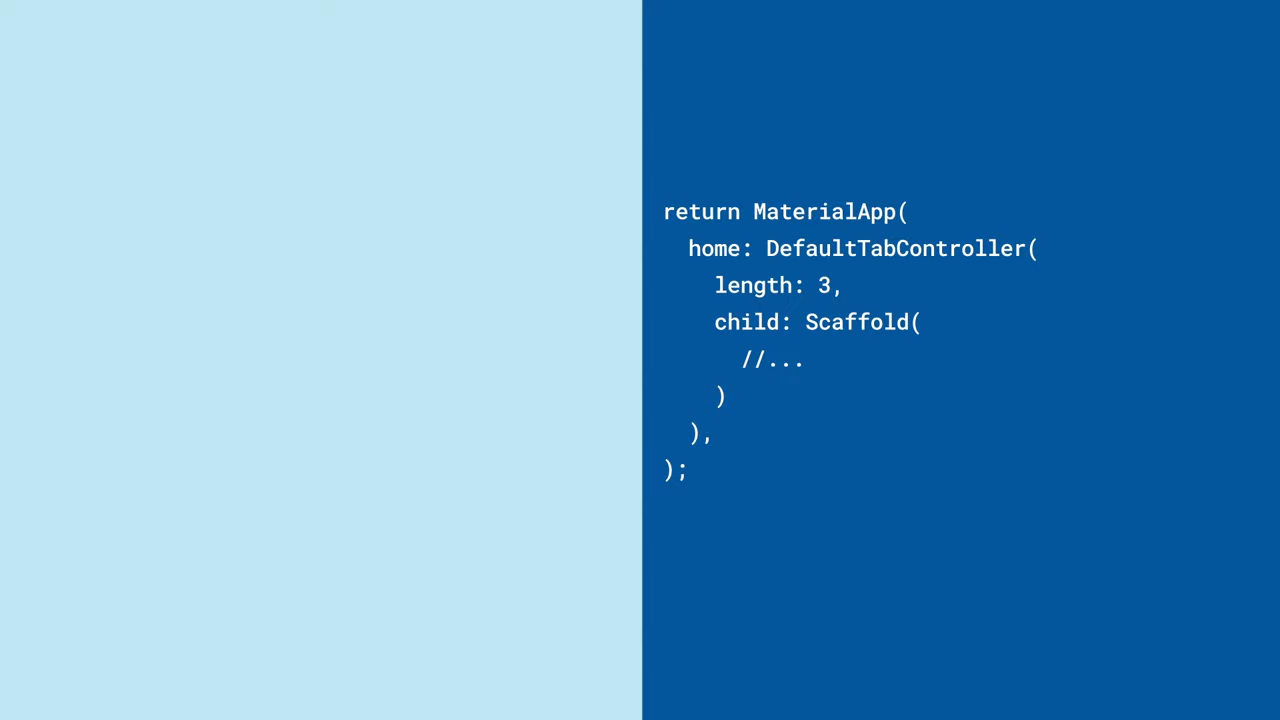 return MaterialApp(
  home: DefaultTabController(
    length: 3,
    child: Scaffold(
      //...
    )
  ),
);